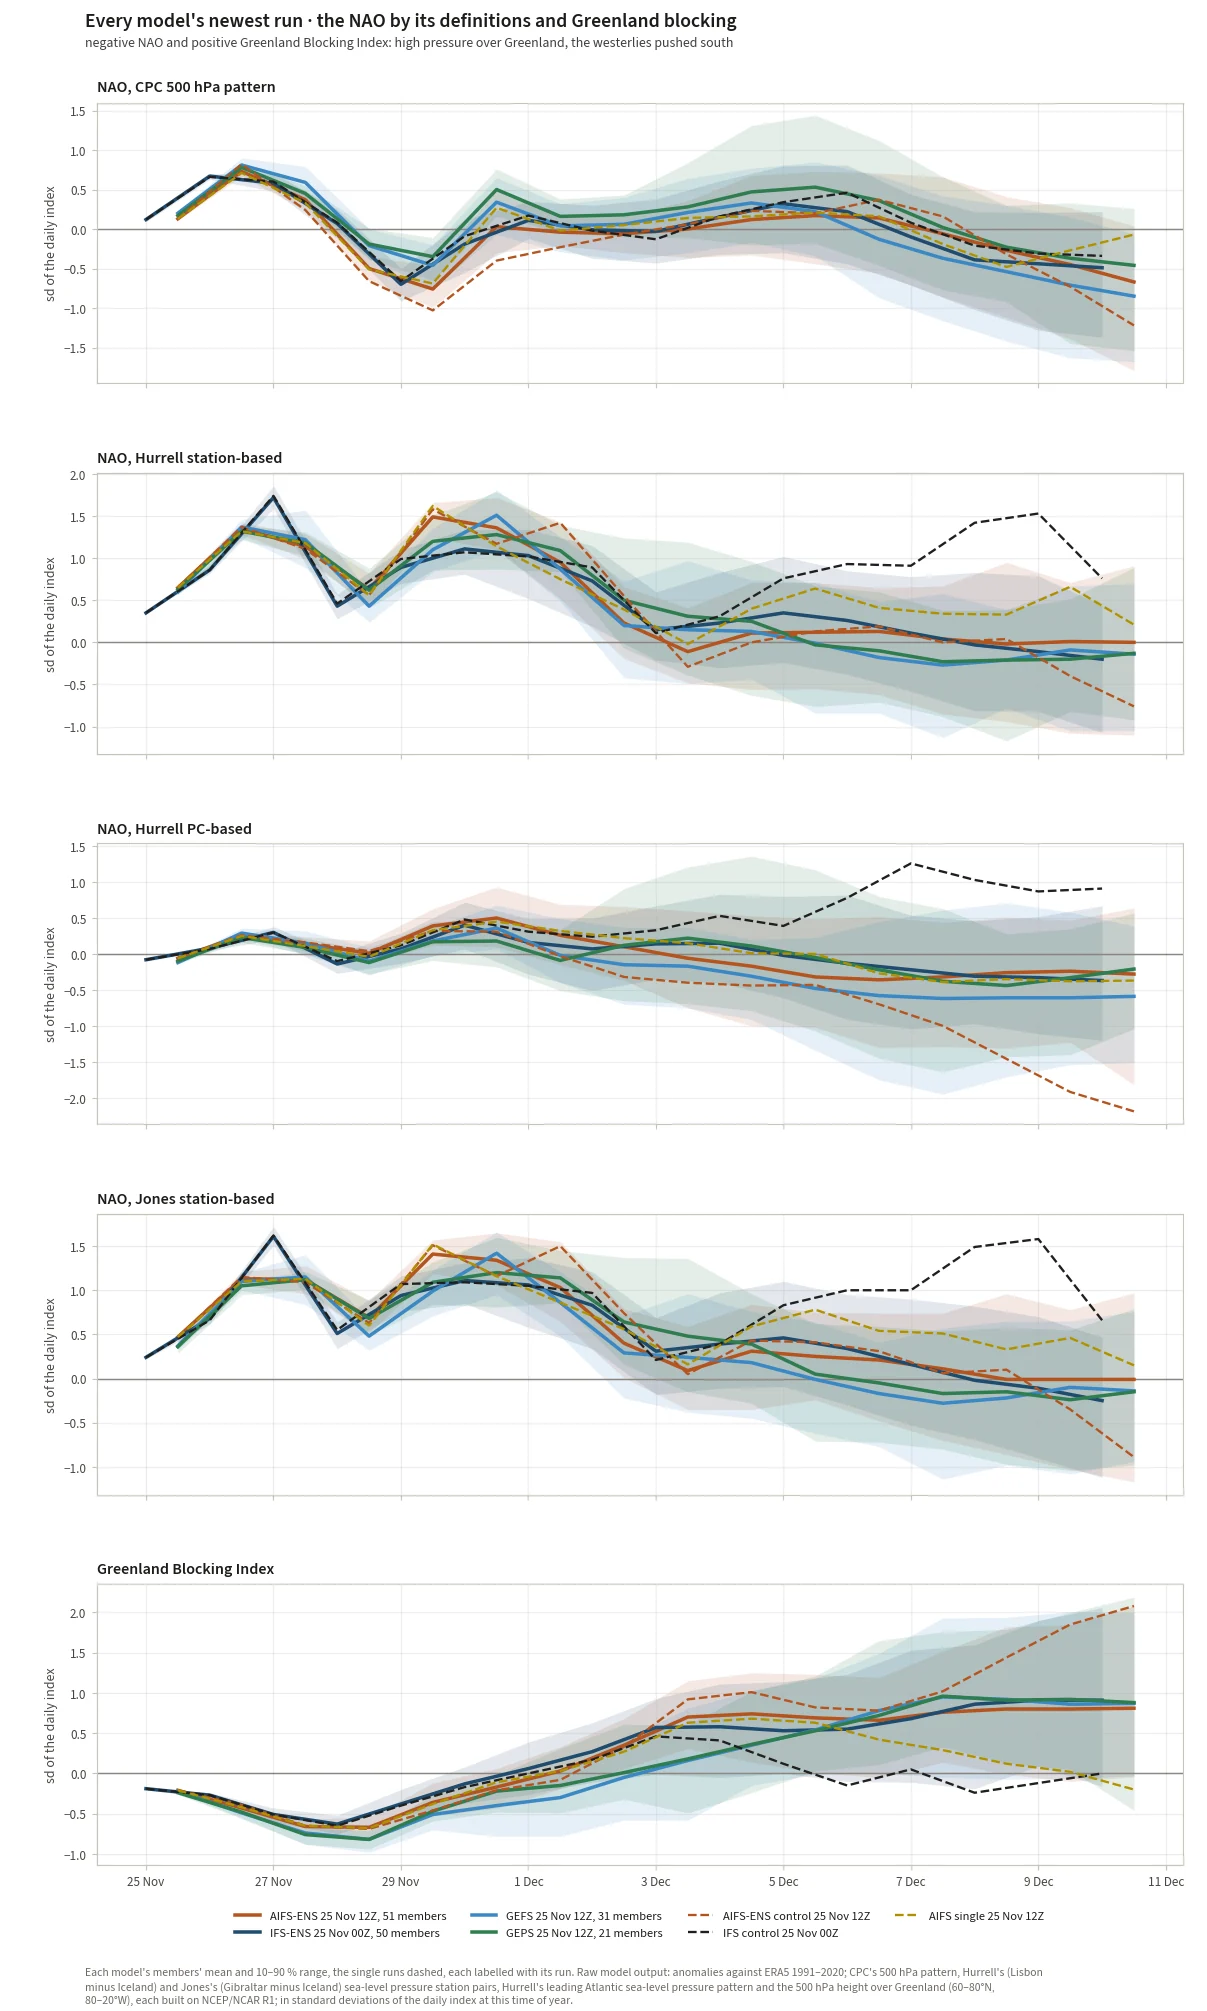 Every model's newest run · the NAO by its definitions and Greenland blocking
negative NAO and positive Greenland Blocking Index: high pressure over Greenland, the westerlies pushed south
NAO, CPC 500 hPa pattern
1.5
1.0
0.5
0.0
−0.5
−1.0
−1.5
sd of the daily index
NAO, Hurrell station-based
2.0
1.5
1.0
0.5
0.0
−0.5
−1.0
sd of the daily index
NAO, Hurrell PC-based
1.5
1.0
0.5
0.0
−0.5
−1.0
−1.5
−2.0
sd of the daily index
NAO, Jones station-based
1.5
1.0
0.5
0.0
−0.5
−1.0
sd of the daily index
Greenland Blocking Index
2.0
1.5
1.0
0.5
0.0
−0.5
−1.0
sd of the daily index
25 Nov 27 Nov 29 Nov 1 Dec 3 Dec 5 Dec 7 Dec 9 Dec 11 Dec
AIFS-ENS 25 Nov 12Z, 51 members GEFS 25 Nov 12Z, 31 members AIFS-ENS control 25 Nov 12Z AIFS single 25 Nov 12Z
IFS-ENS 25 Nov 00Z, 50 members GEPS 25 Nov 12Z, 21 members IFS control 25 Nov 00Z
Each model's members' mean and 10–90 % range, the single runs dashed, each labelled with its run. Raw model output: anomalies against ERA5 1991–2020; CPC's 500 hPa pattern, Hurrell's (Lisbon
minus Iceland) and Jones's (Gibraltar minus Iceland) sea-level pressure station pairs, Hurrell's leading Atlantic sea-level pressure pattern and the 500 hPa height over Greenland (60–80°N,
80–20°W), each built on NCEP/NCAR R1; in standard deviations of the daily index at this time of year.